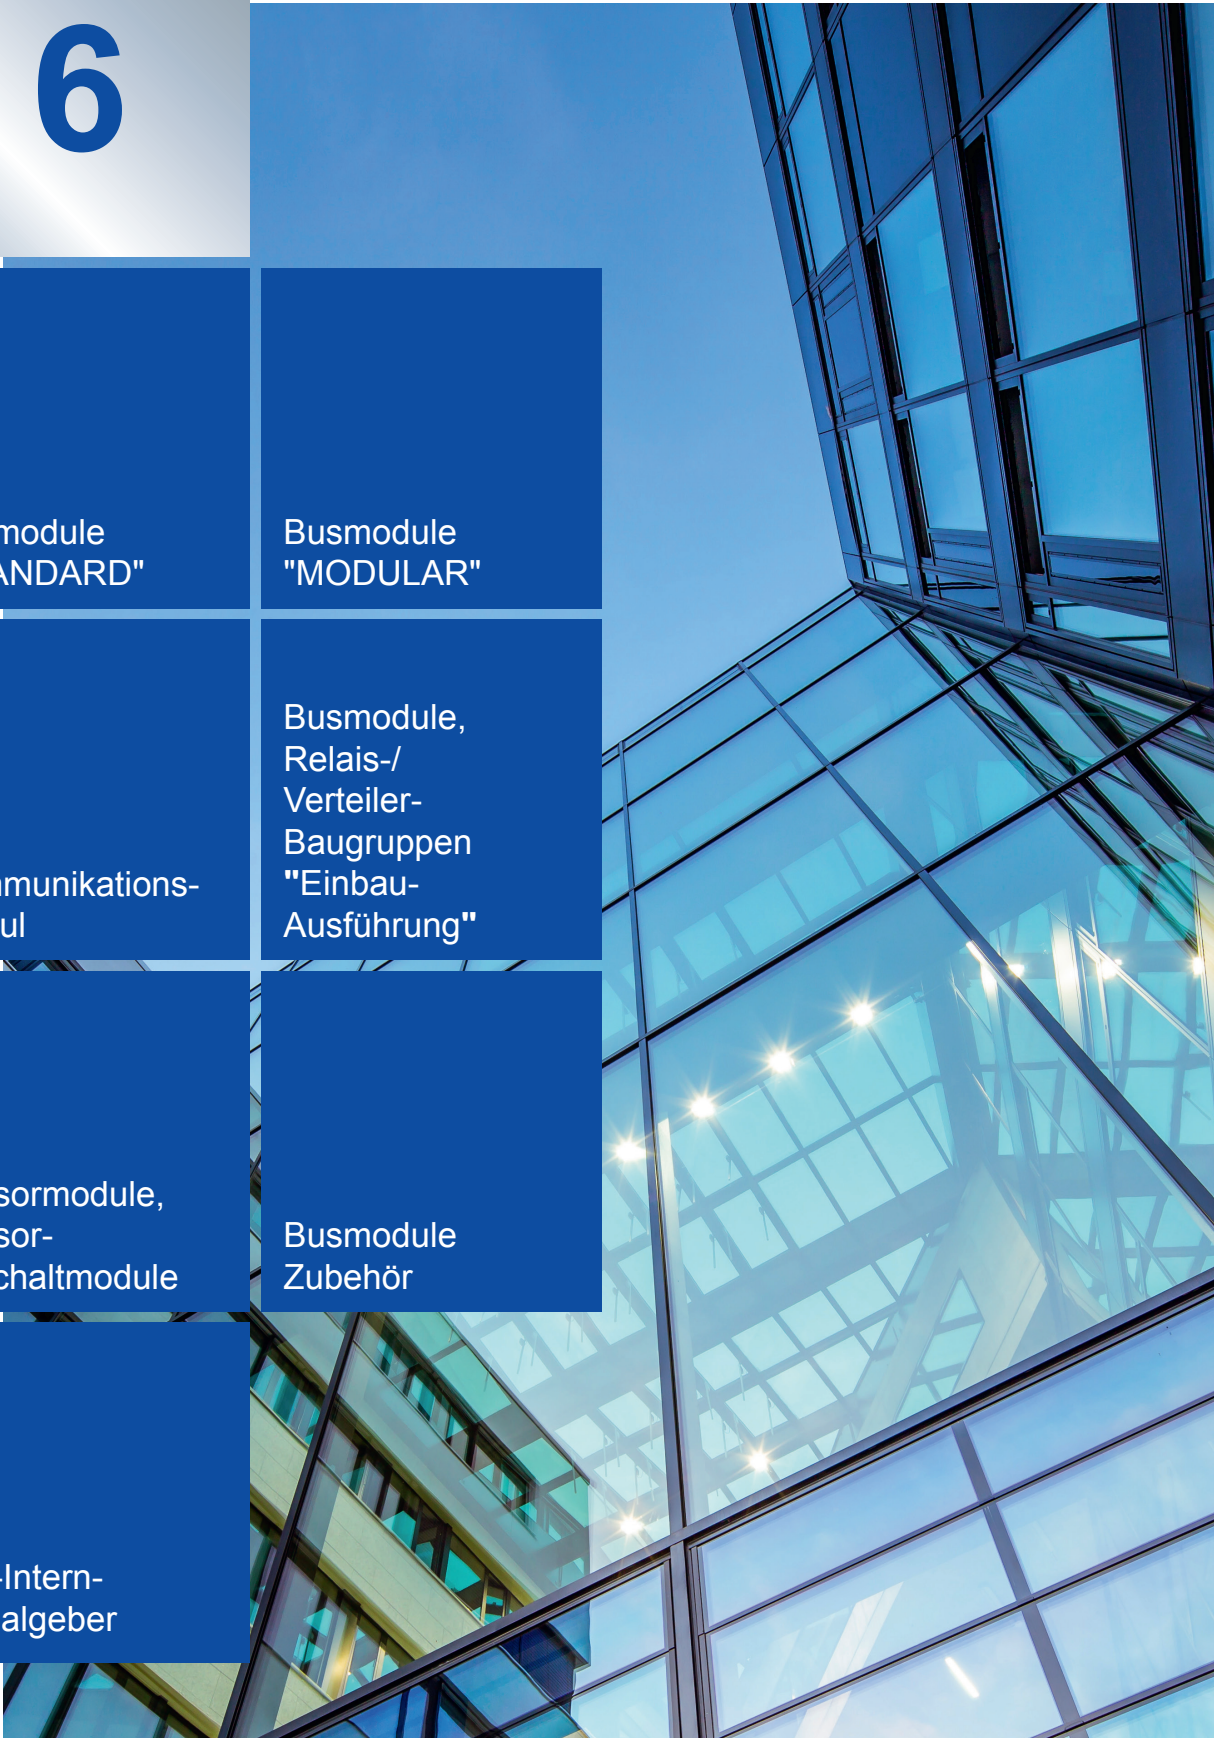 6
module
ANDARD"
Busmodule
"MODULAR"
munikations-
ul
Busmodule,
Relais-/
Verteiler-
Baugruppen
"Einbau-
Ausführung"
sormodule,
sor-
chaltmodule
Busmodule
Zubehör
-Intern-
algeber